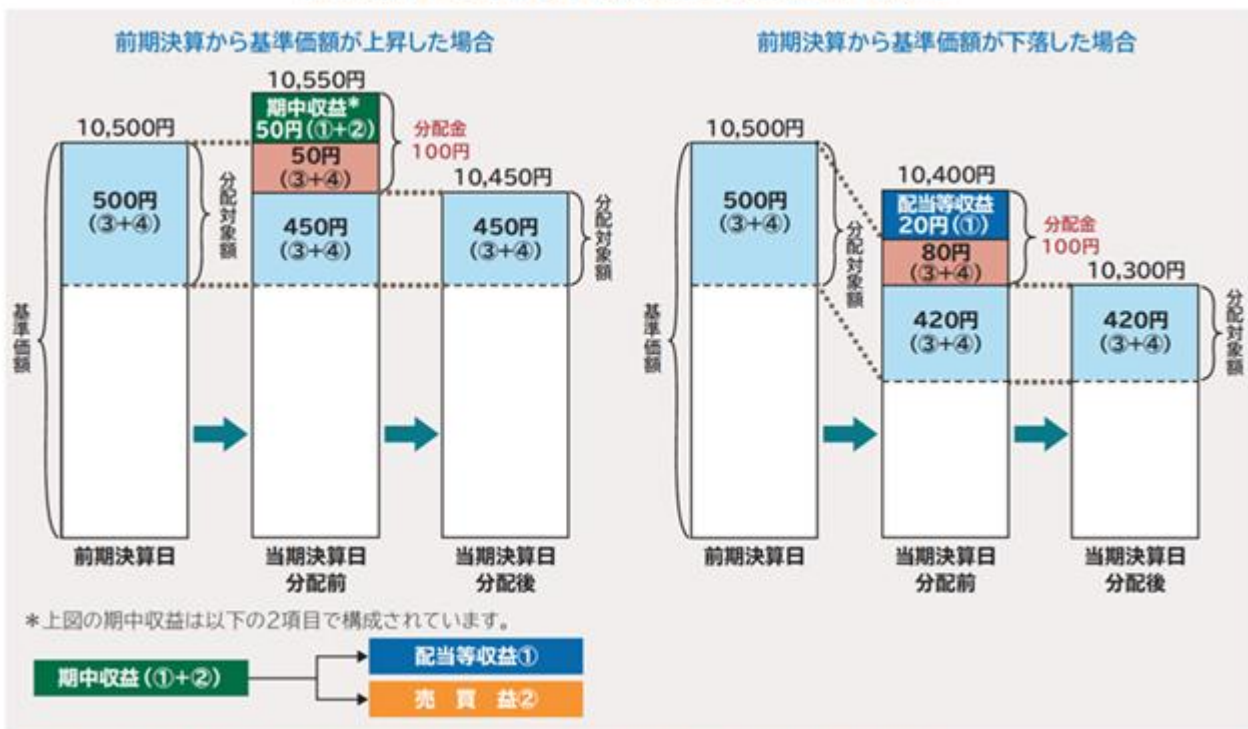 前期決算から基準価額が上昇した場合
10,550円
期中収益*
50円(①+②)
10,500円
分配金
100円
50円
(③+④)
10,450円
500円
(③+④)
分配対象額
450円
(③+④)
450円
(③+④)
分配対象額
基準価額
前期決算日
当期決算日
分配前
当期決算日
分配後
前期決算から基準価額が下落した場合
10,500円
10,400円
500円
(③+④)
分配対象額
配当等収益
20円(①)
分配金
100円
80円
(③+④)
10,300円
420円
(③+④)
420円
(③+④)
分配対象額
基準価額
前期決算日
当期決算日
分配前
当期決算日
分配後
*上図の期中収益は以下の2項目で構成されています。
期中収益(①+②)
配当等収益①
売 買 益②